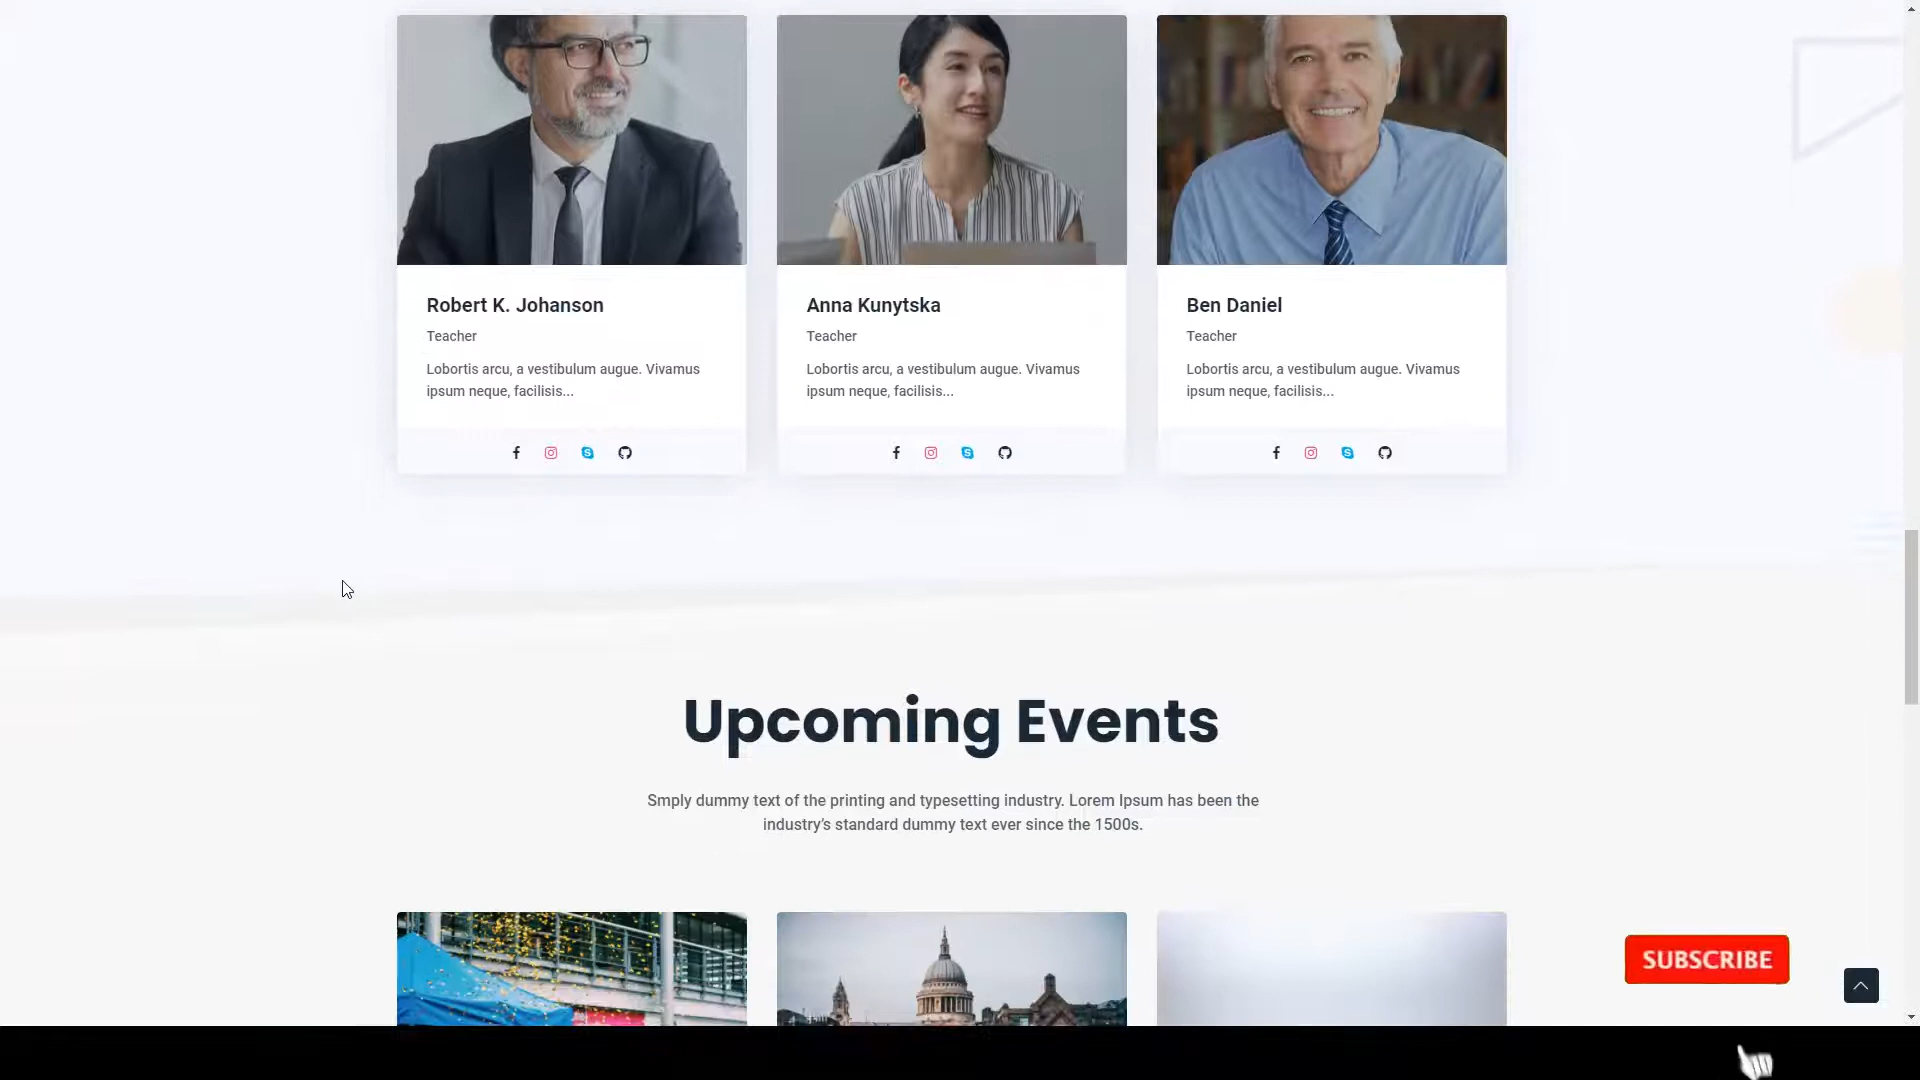 Robert K. Johanson
Teacher
Lobortis arcu, a vestibulum augue. Vivamus
ipsum neque, facilisis...
Anna Kunytska
Teacher
Lobortis arcu, a vestibulum augue. Vivamus
ipsum neque, facilisis...
Ben Daniel
Teacher
Lobortis arcu, a vestibulum augue. Vivamus
ipsum neque, facilisis...
Upcoming Events
Smply dummy text of the printing and typesetting industry. Lorem Ipsum has been the
industry's standard dummy text ever since the 1500s.
SUBSCRIBE